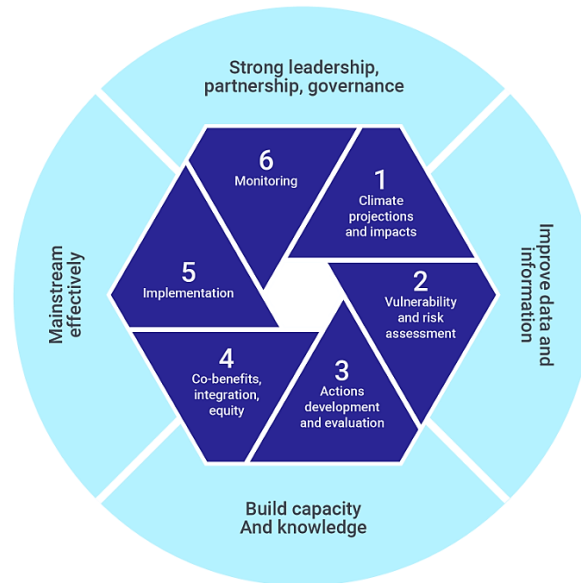 Strong leadership,
partnership, governance
6
Monitoring
1
Climate
projections
and impacts
5
Implementation
2
Vulnerability
and risk
assessment
4
Co-benefits,
integration,
equity
3
Actions
development
and evaluation
Mainstream
effectively
Improve data and
information
Build capacity
And knowledge